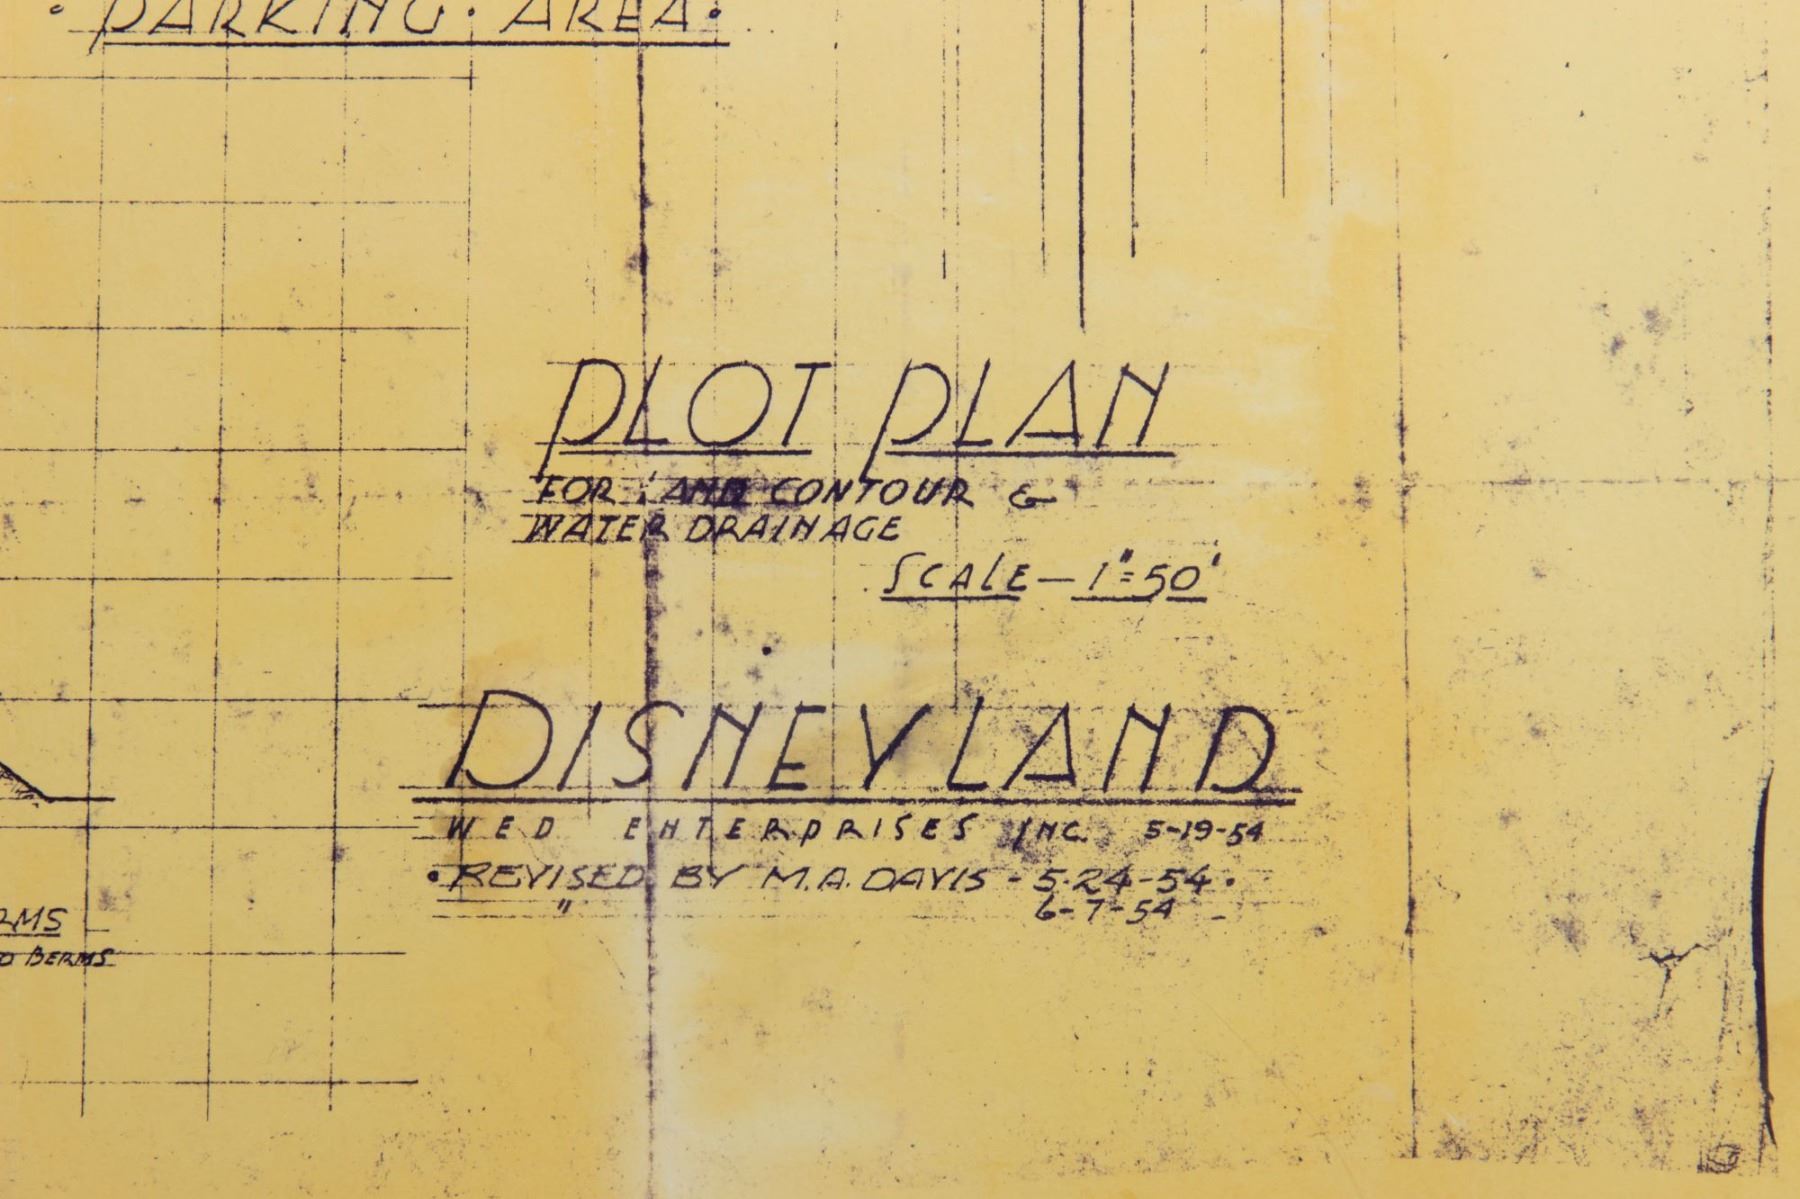 • PARKING • AREA •
PLOT PLAN
FOR LAND CONTOUR &
WATER DRAINAGE
SCALE — 1" = 50'
DISNEYLAND
WED ENTERPRISES INC. 5-19-54
• REVISED BY M.A. DAVIS - 5-24-54 •
" 6-7-54
BERMS